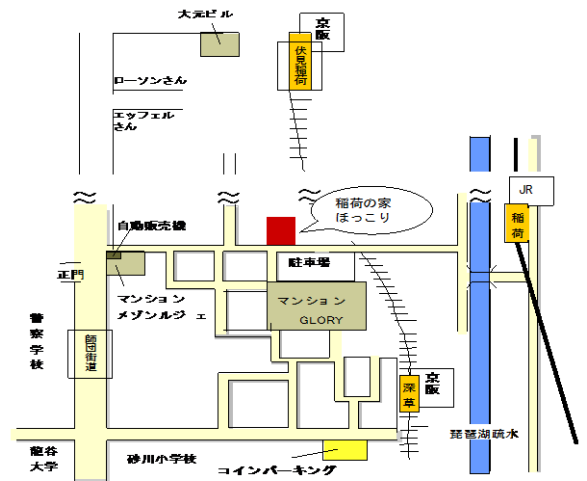 大元ビル
京阪
伏見稲荷
ローソンさん
エッフェル
さん
JR
稲荷
稲荷の家
ほっこり
自動販売機
正門
駐車場
マンション
メゾンルジェ
マンション
GLORY
警察学校
師団街道
京阪
深草
琵琶湖疏水
龍谷
大学
砂川小学校
コインパーキング